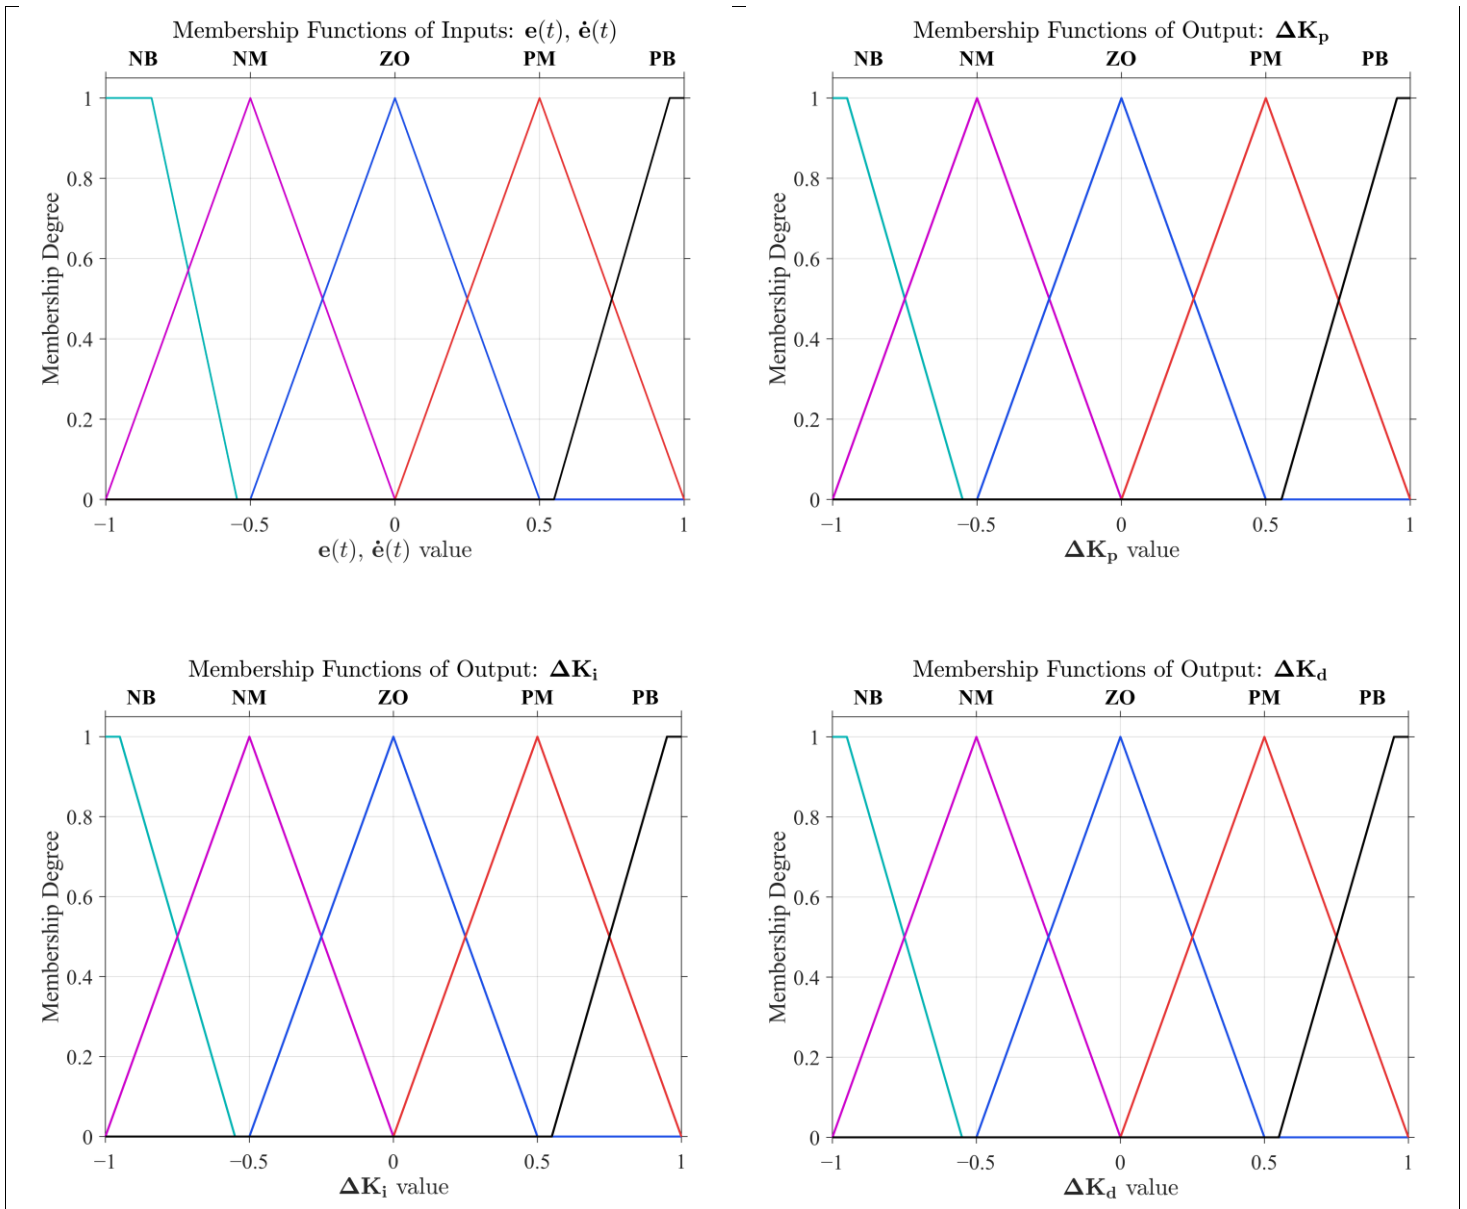 Membership Functions of Inputs: e(t), ė(t)
NB NM ZO PM PB
1
0.8
0.6
0.4
0.2
0
Membership Degree
−1 −0.5 0 0.5 1
e(t), ė(t) value
Membership Functions of Output: ΔKp
NB NM ZO PM PB
1
0.8
0.6
0.4
0.2
0
Membership Degree
−1 −0.5 0 0.5 1
ΔKp value
Membership Functions of Output: ΔKi
NB NM ZO PM PB
1
0.8
0.6
0.4
0.2
0
Membership Degree
−1 −0.5 0 0.5 1
ΔKi value
Membership Functions of Output: ΔKd
NB NM ZO PM PB
1
0.8
0.6
0.4
0.2
0
Membership Degree
−1 −0.5 0 0.5 1
ΔKd value